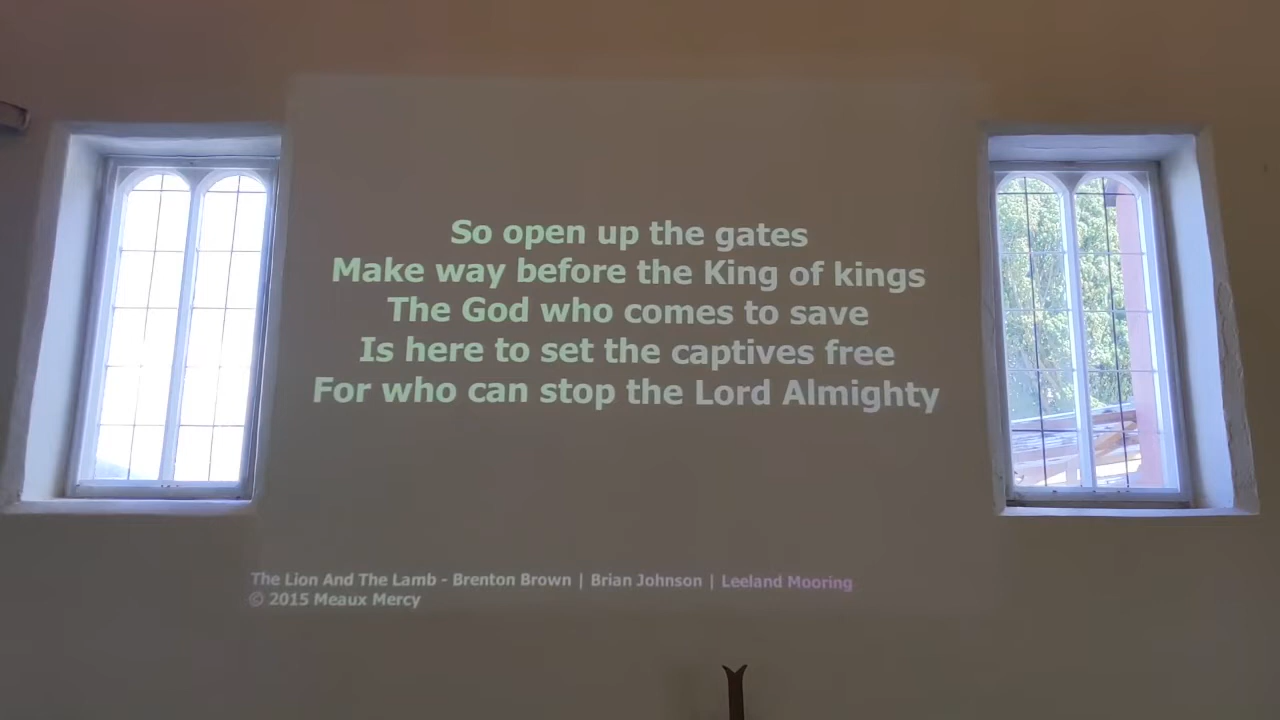 So open up the gates
Make way before the King of kings
The God who comes to save
Is here to set the captives free
For who can stop the Lord Almighty
The Lion And The Lamb - Brenton Brown | Brian Johnson | Leeland Mooring
© 2015 Meaux Mercy